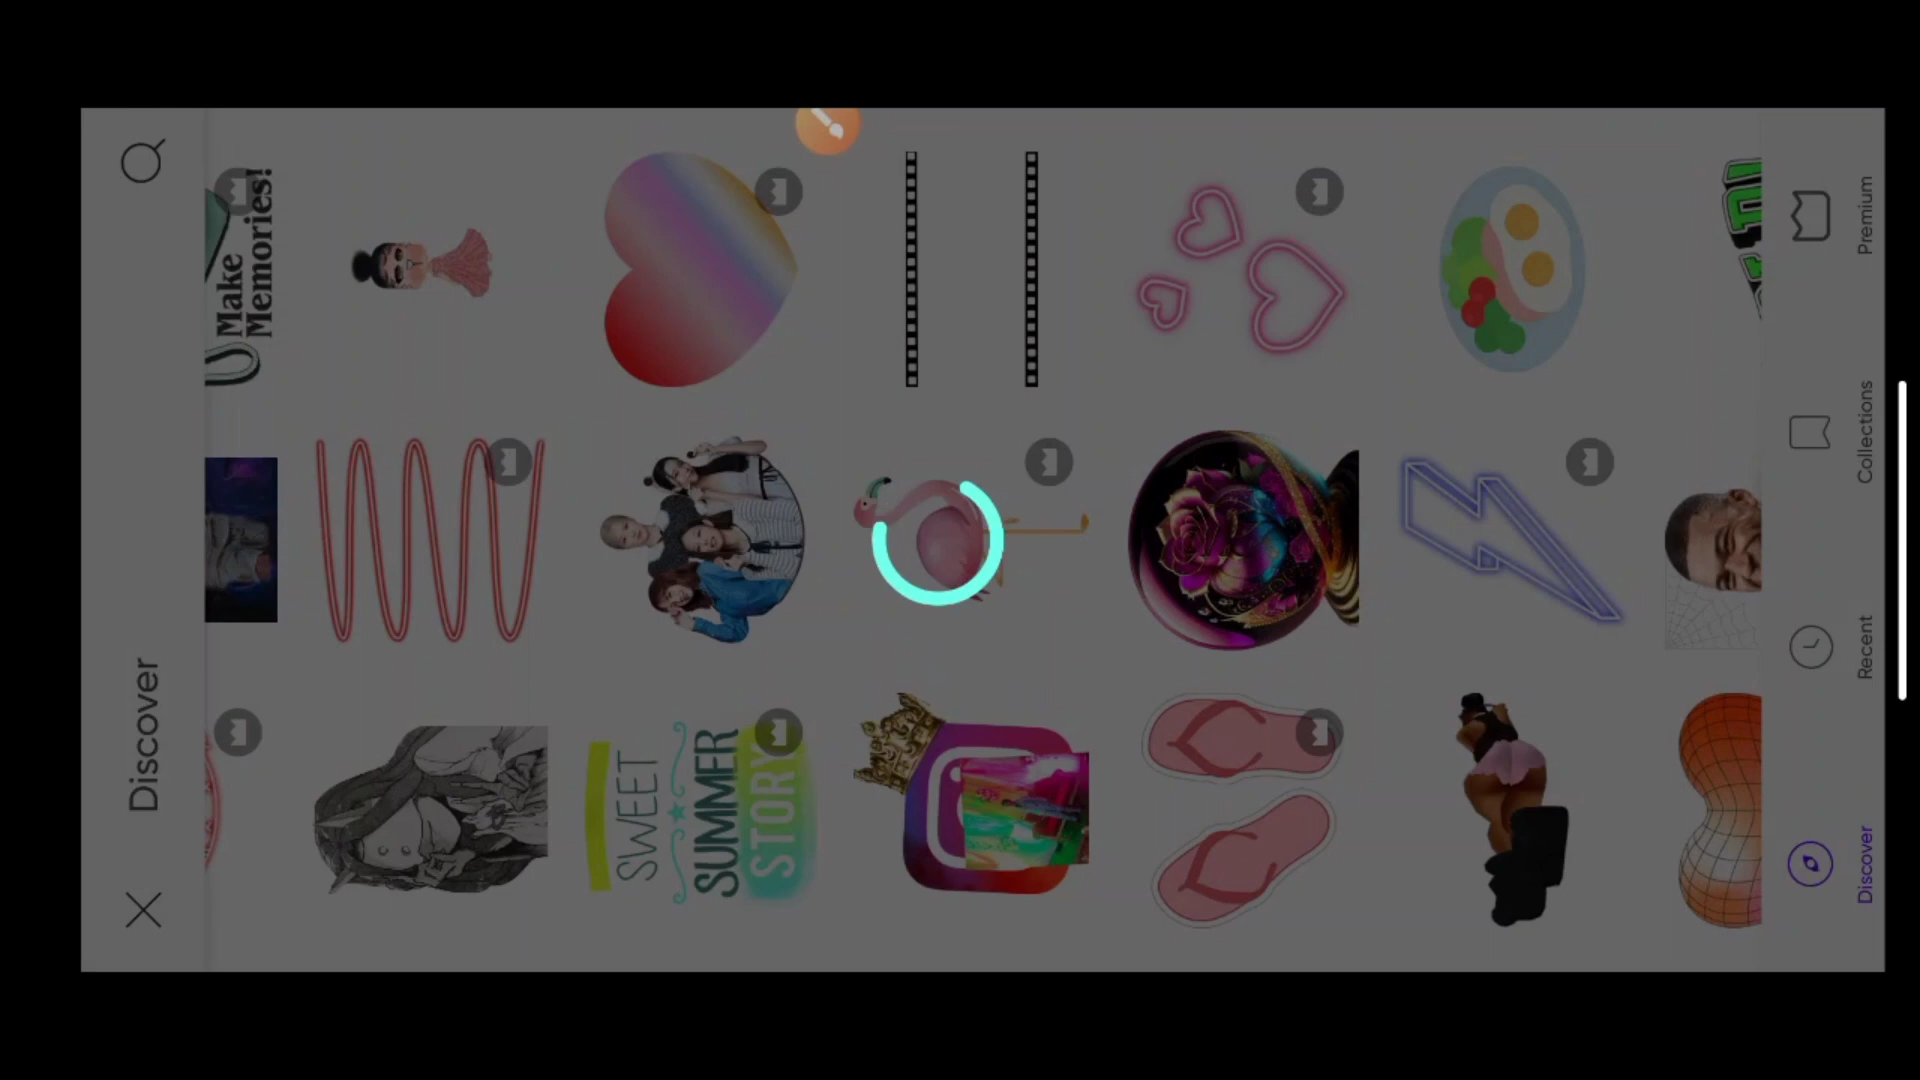 Discover
Make
Memories!
SWEET
SUMMER
STORY
Discover
Recent
Collections
Premium